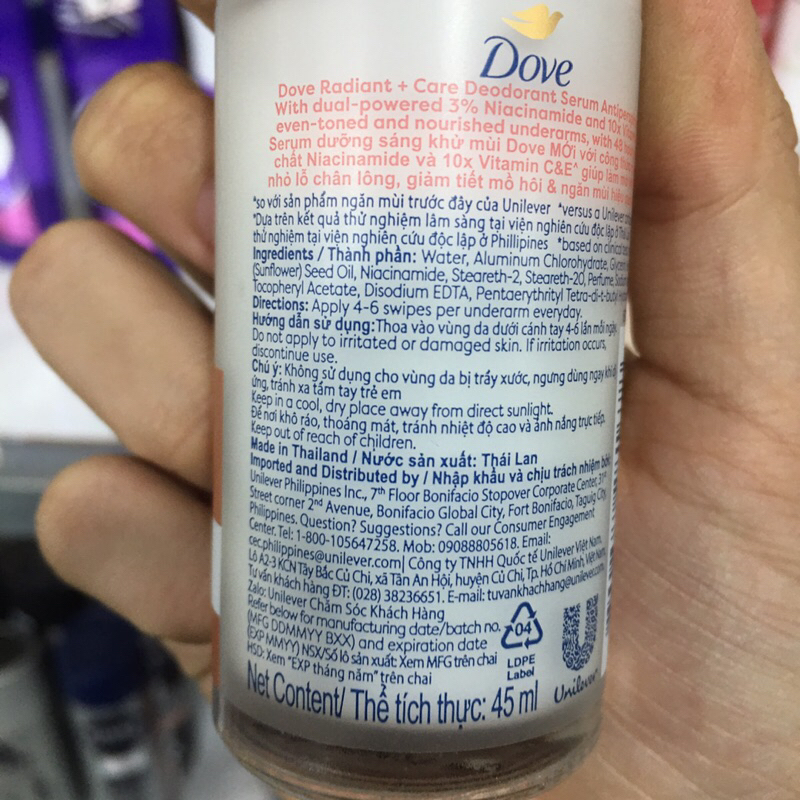 Dove
Dove Radiant + Care Deodorant Serum
With dual-powered 3% Niacinamide and 10x
even-toned and nourished underarms, with 48
Serum dưỡng sáng khử mùi Dove MỚI với công
chất Niacinamide và 10x Vitamin C&E^ giúp làm
nhỏ lỗ chân lông, giảm tiết mồ hôi & ngăn mùi
*so với sản phẩm ngăn mùi trước đây của Unilever *versus a Unilever
^Dựa trên kết quả thử nghiệm lâm sàng tại viện nghiên cứu độc lập ở
thử nghiệm tại viện nghiên cứu độc lập ở Phillipines ^based on clinical
Ingredients / Thành phần: Water, Aluminum Chlorohydrate,
(Sunflower) Seed Oil, Niacinamide, Steareth-2, Steareth-20, Perfume,
Tocopheryl Acetate, Disodium EDTA, Pentaerythrityl Tetra-di-t-butyl
Directions: Apply 4-6 swipes per underarm everyday.
Hướng dẫn sử dụng:Thoa vào vùng da dưới cánh tay 4-6 lần mỗi ngày.
Do not apply to irritated or damaged skin. If irritation occurs,
discontinue use.
Chú ý: Không sử dụng cho vùng da bị trầy xước, ngưng dùng ngay khi
ứng, tránh xa tầm tay trẻ em
Keep in a cool, dry place away from direct sunlight.
Để nơi khô ráo, thoáng mát, tránh nhiệt độ cao và ánh nắng trực tiếp.
Keep out of reach of children.
Made in Thailand / Nước sản xuất: Thái Lan
Imported and Distributed by / Nhập khẩu và chịu trách nhiệm
Unilever Philippines Inc., 7th Floor Bonifacio Stopover Corporate Center, 31st
Street corner 2nd Avenue, Bonifacio Global City, Fort Bonifacio, Taguig City,
Philippines. Question? Suggestions? Call our Consumer Engagement
Center. Tel: 1-800-105647258. Mob: 09088805618. Email:
cec.philippines@unilever.com| Công ty TNHH Quốc tế Unilever Việt Nam,
Lô A2-3 KCN Tây Bắc Củ Chi, xã Tân An Hội, huyện Củ Chi, Tp. Hồ Chí Minh, Việt Nam.
Tư vấn khách hàng ĐT: (028) 38236651. E-mail: tuvankhachhang@unilever.com
Zalo: Unilever Chăm Sóc Khách Hàng
Refer below for manufacturing date/batch no.
(MFG DDMMYY BXX) and expiration date
(EXP MMYY) NSX/Số lô sản xuất: Xem MFG trên chai
HSD: Xem "EXP tháng năm" trên chai
04
LDPE
Label
Unilever
Net Content/ Thể tích thực: 45 ml